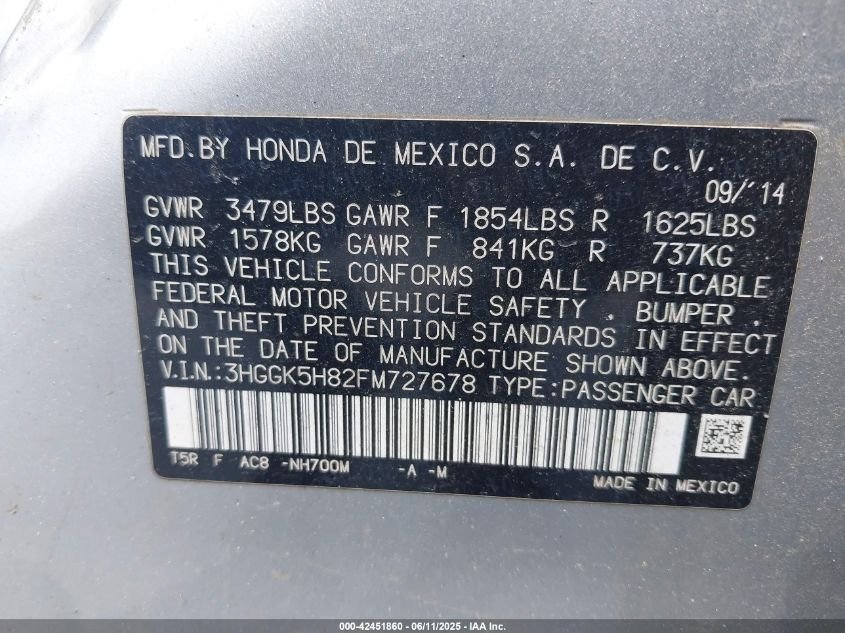 MFD.BY HONDA DE MEXICO S.A. DE C.V.
09/'14
GVWR 3479LBS GAWR F 1854LBS R 1625LBS
GVWR 1578KG GAWR F 841KG R 737KG
THIS VEHICLE CONFORMS TO ALL APPLICABLE
FEDERAL MOTOR VEHICLE SAFETY , BUMPER ,
AND THEFT PREVENTION STANDARDS IN EFFECT
ON THE DATE OF MANUFACTURE SHOWN ABOVE.
V.I.N.:3HGGK5H82FM727678 TYPE:PASSENGER CAR
T5R F AC8 -NH700M -A -M
MADE IN MEXICO
000-42451860 - 06/11/2025 - IAA Inc.